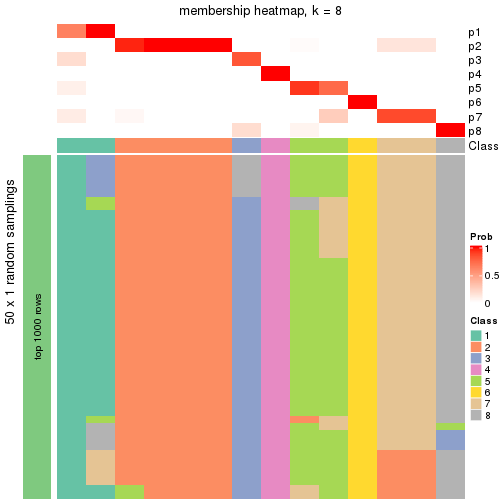 membership heatmap, k = 8
p1
p2
p3
p4
p5
p6
p7
p8
Class
50 x 1 random samplings
top 1000 rows
Prob
1
0.5
0
Class
1
2
3
4
5
6
7
8